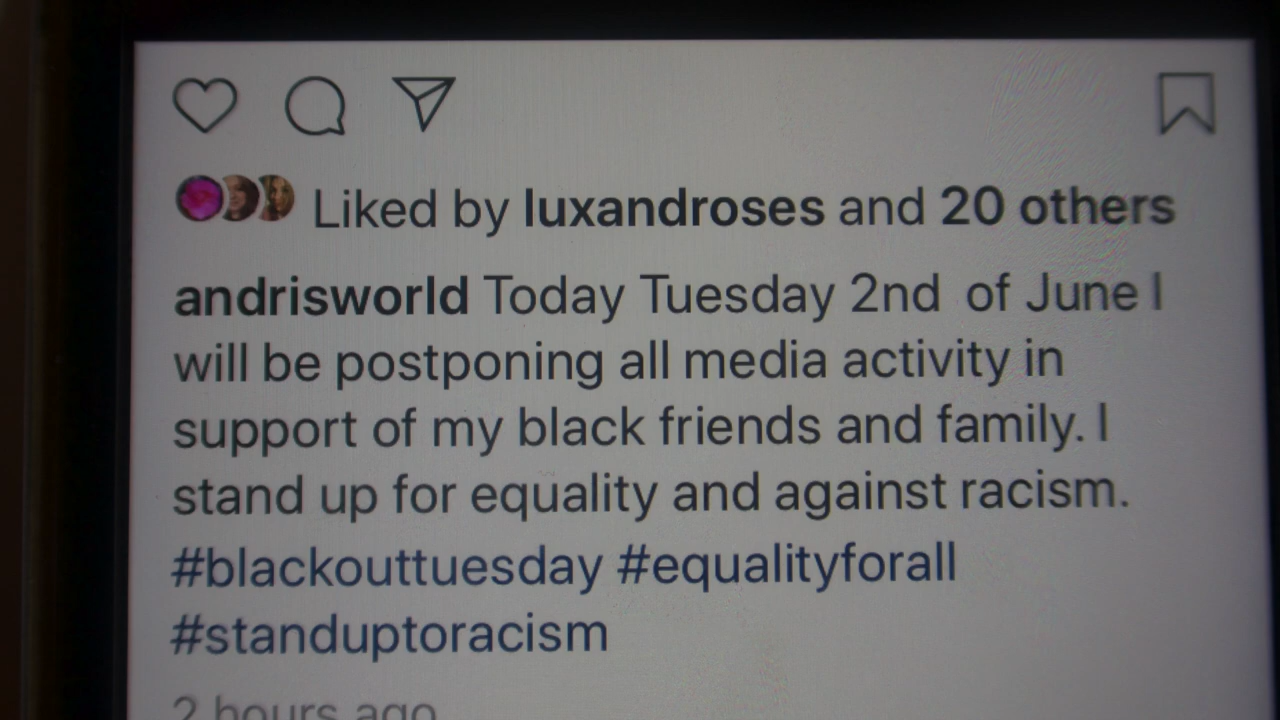 Liked by luxandroses and 20 others
andrisworld Today Tuesday 2nd of June I
will be postponing all media activity in
support of my black friends and family. I
stand up for equality and against racism.
#blackouttuesday #equalityforall
#standuptoracism
2 hours ago